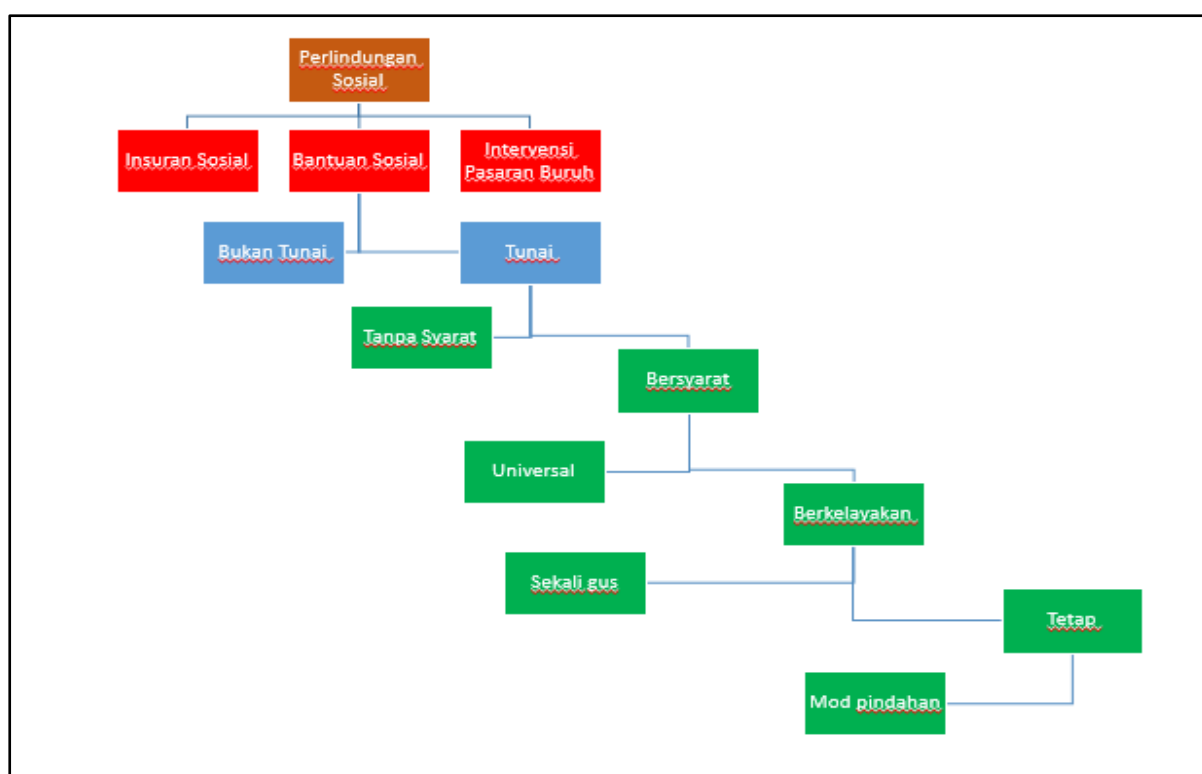 Perlindungan
Sosial
Insuran Sosial
Bantuan Sosial
Intervensi
Pasaran Buruh
Bukan Tunai
Tunai
Tanpa Syarat
Bersyarat
Universal
Berkelayakan
Sekali gus
Tetap
Mod pindahan